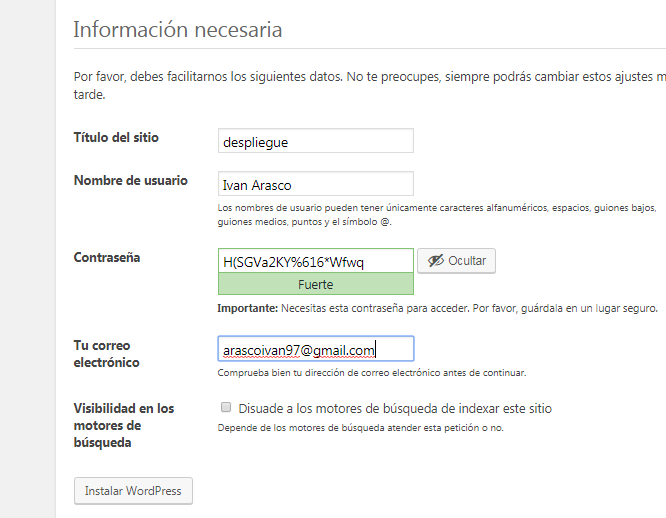 Información necesaria
Por favor, debes facilitarnos los siguientes datos. No te preocupes, siempre podrás cambiar estos ajustes m
tarde.
Título del sitio
despliegue
Nombre de usuario
Ivan Arasco
Los nombres de usuario pueden tener únicamente caracteres alfanuméricos, espacios, guiones bajos,
guiones medios, puntos y el símbolo @.
Contraseña
H(SGVa2KY%616*Wfwq
Ocultar
Fuerte
Importante: Necesitas esta contraseña para acceder. Por favor, guárdala en un lugar seguro.
Tu correo
electrónico
arascoivan97@gmail.com
Comprueba bien tu dirección de correo electrónico antes de continuar.
Visibilidad en los
motores de
búsqueda
Disuade a los motores de búsqueda de indexar este sitio
Depende de los motores de búsqueda atender esta petición o no.
Instalar WordPress